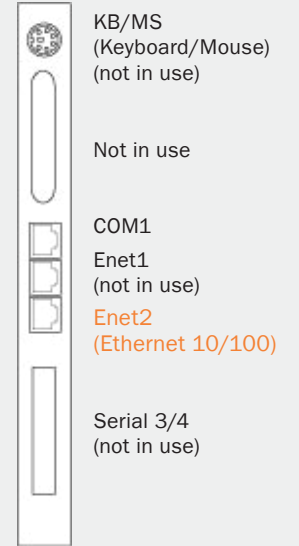 KB/MS
(Keyboard/Mouse)
(not in use)
Not in use
COM1
Enet1
(not in use)
Enet2
(Ethernet 10/100)
Serial 3/4
(not in use)